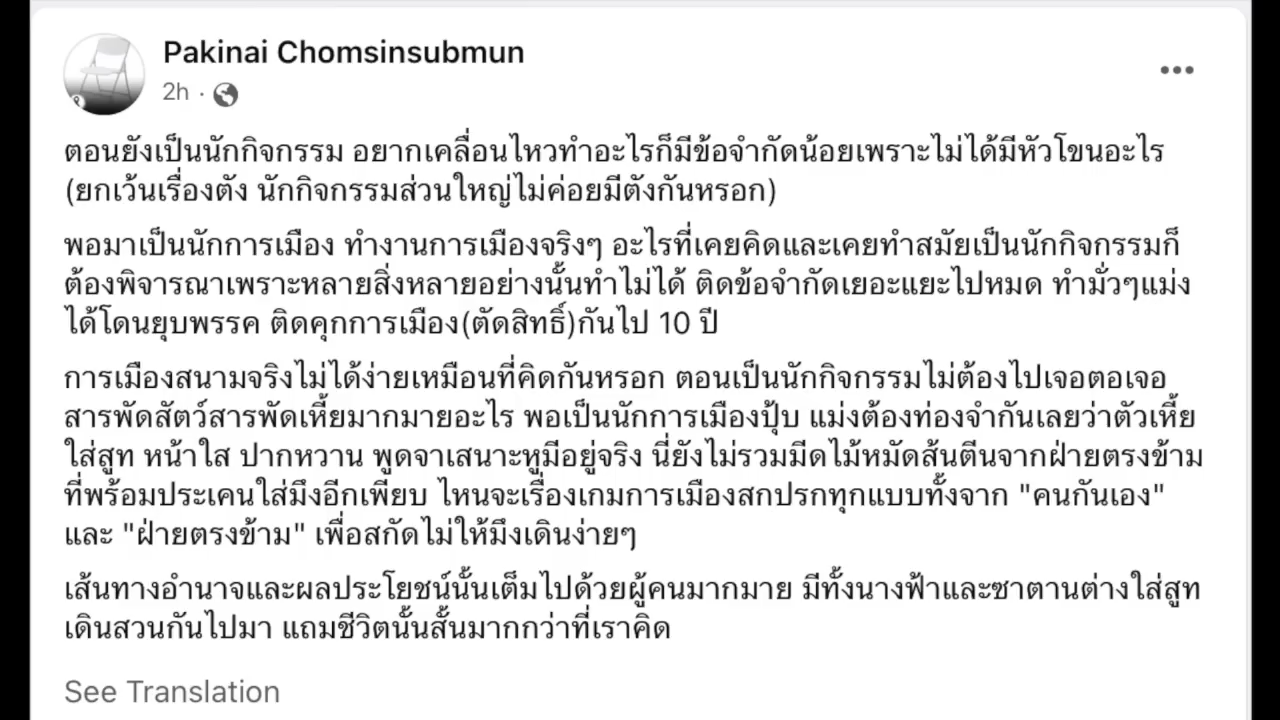 Pakinai Chomsinsubmun
2h ·
ตอนยังเป็นนักกิจกรรม อยากเคลื่อนไหวทำอะไรก็มีข้อจำกัดน้อยเพราะไม่ได้มีหัวโขนอะไร
(ยกเว้นเรื่องตัง นักกิจกรรมส่วนใหญ่ไม่ค่อยมีตังกันหรอก)
พอมาเป็นนักการเมือง ทำงานการเมืองจริงๆ อะไรที่เคยคิดและเคยทำสมัยเป็นนักกิจกรรมก็
ต้องพิจารณาเพราะหลายสิ่งหลายอย่างนั้นทำไม่ได้ ติดข้อจำกัดเยอะแยะไปหมด ทำมั่วๆแม่ง
ได้โดนยุบพรรค ติดคุกการเมือง(ตัดสิทธิ์)กันไป 10 ปี
การเมืองสนามจริงไม่ได้ง่ายเหมือนที่คิดกันหรอก ตอนเป็นนักกิจกรรมไม่ต้องไปเจอตอเจอ
สารพัดสัตว์สารพัดเหี้ยมากมายอะไร พอเป็นนักการเมืองปุ้บ แม่งต้องท่องจำกันเลยว่าตัวเหี้ย
ใส่สูท หน้าใส ปากหวาน พูดจาเสนาะหูมีอยู่จริง นี่ยังไม่รวมมีดไม้หมัดส้นตีนจากฝ่ายตรงข้าม
ที่พร้อมประเคนใส่มึงอีกเพียบ ไหนจะเรื่องเกมการเมืองสกปรกทุกแบบทั้งจาก "คนกันเอง"
และ "ฝ่ายตรงข้าม" เพื่อสกัดไม่ให้มึงเดินง่ายๆ
เส้นทางอำนาจและผลประโยชน์นั้นเต็มไปด้วยผู้คนมากมาย มีทั้งนางฟ้าและซาตานต่างใส่สูท
เดินสวนกันไปมา แถมชีวิตนั้นสั้นมากกว่าที่เราคิด
See Translation